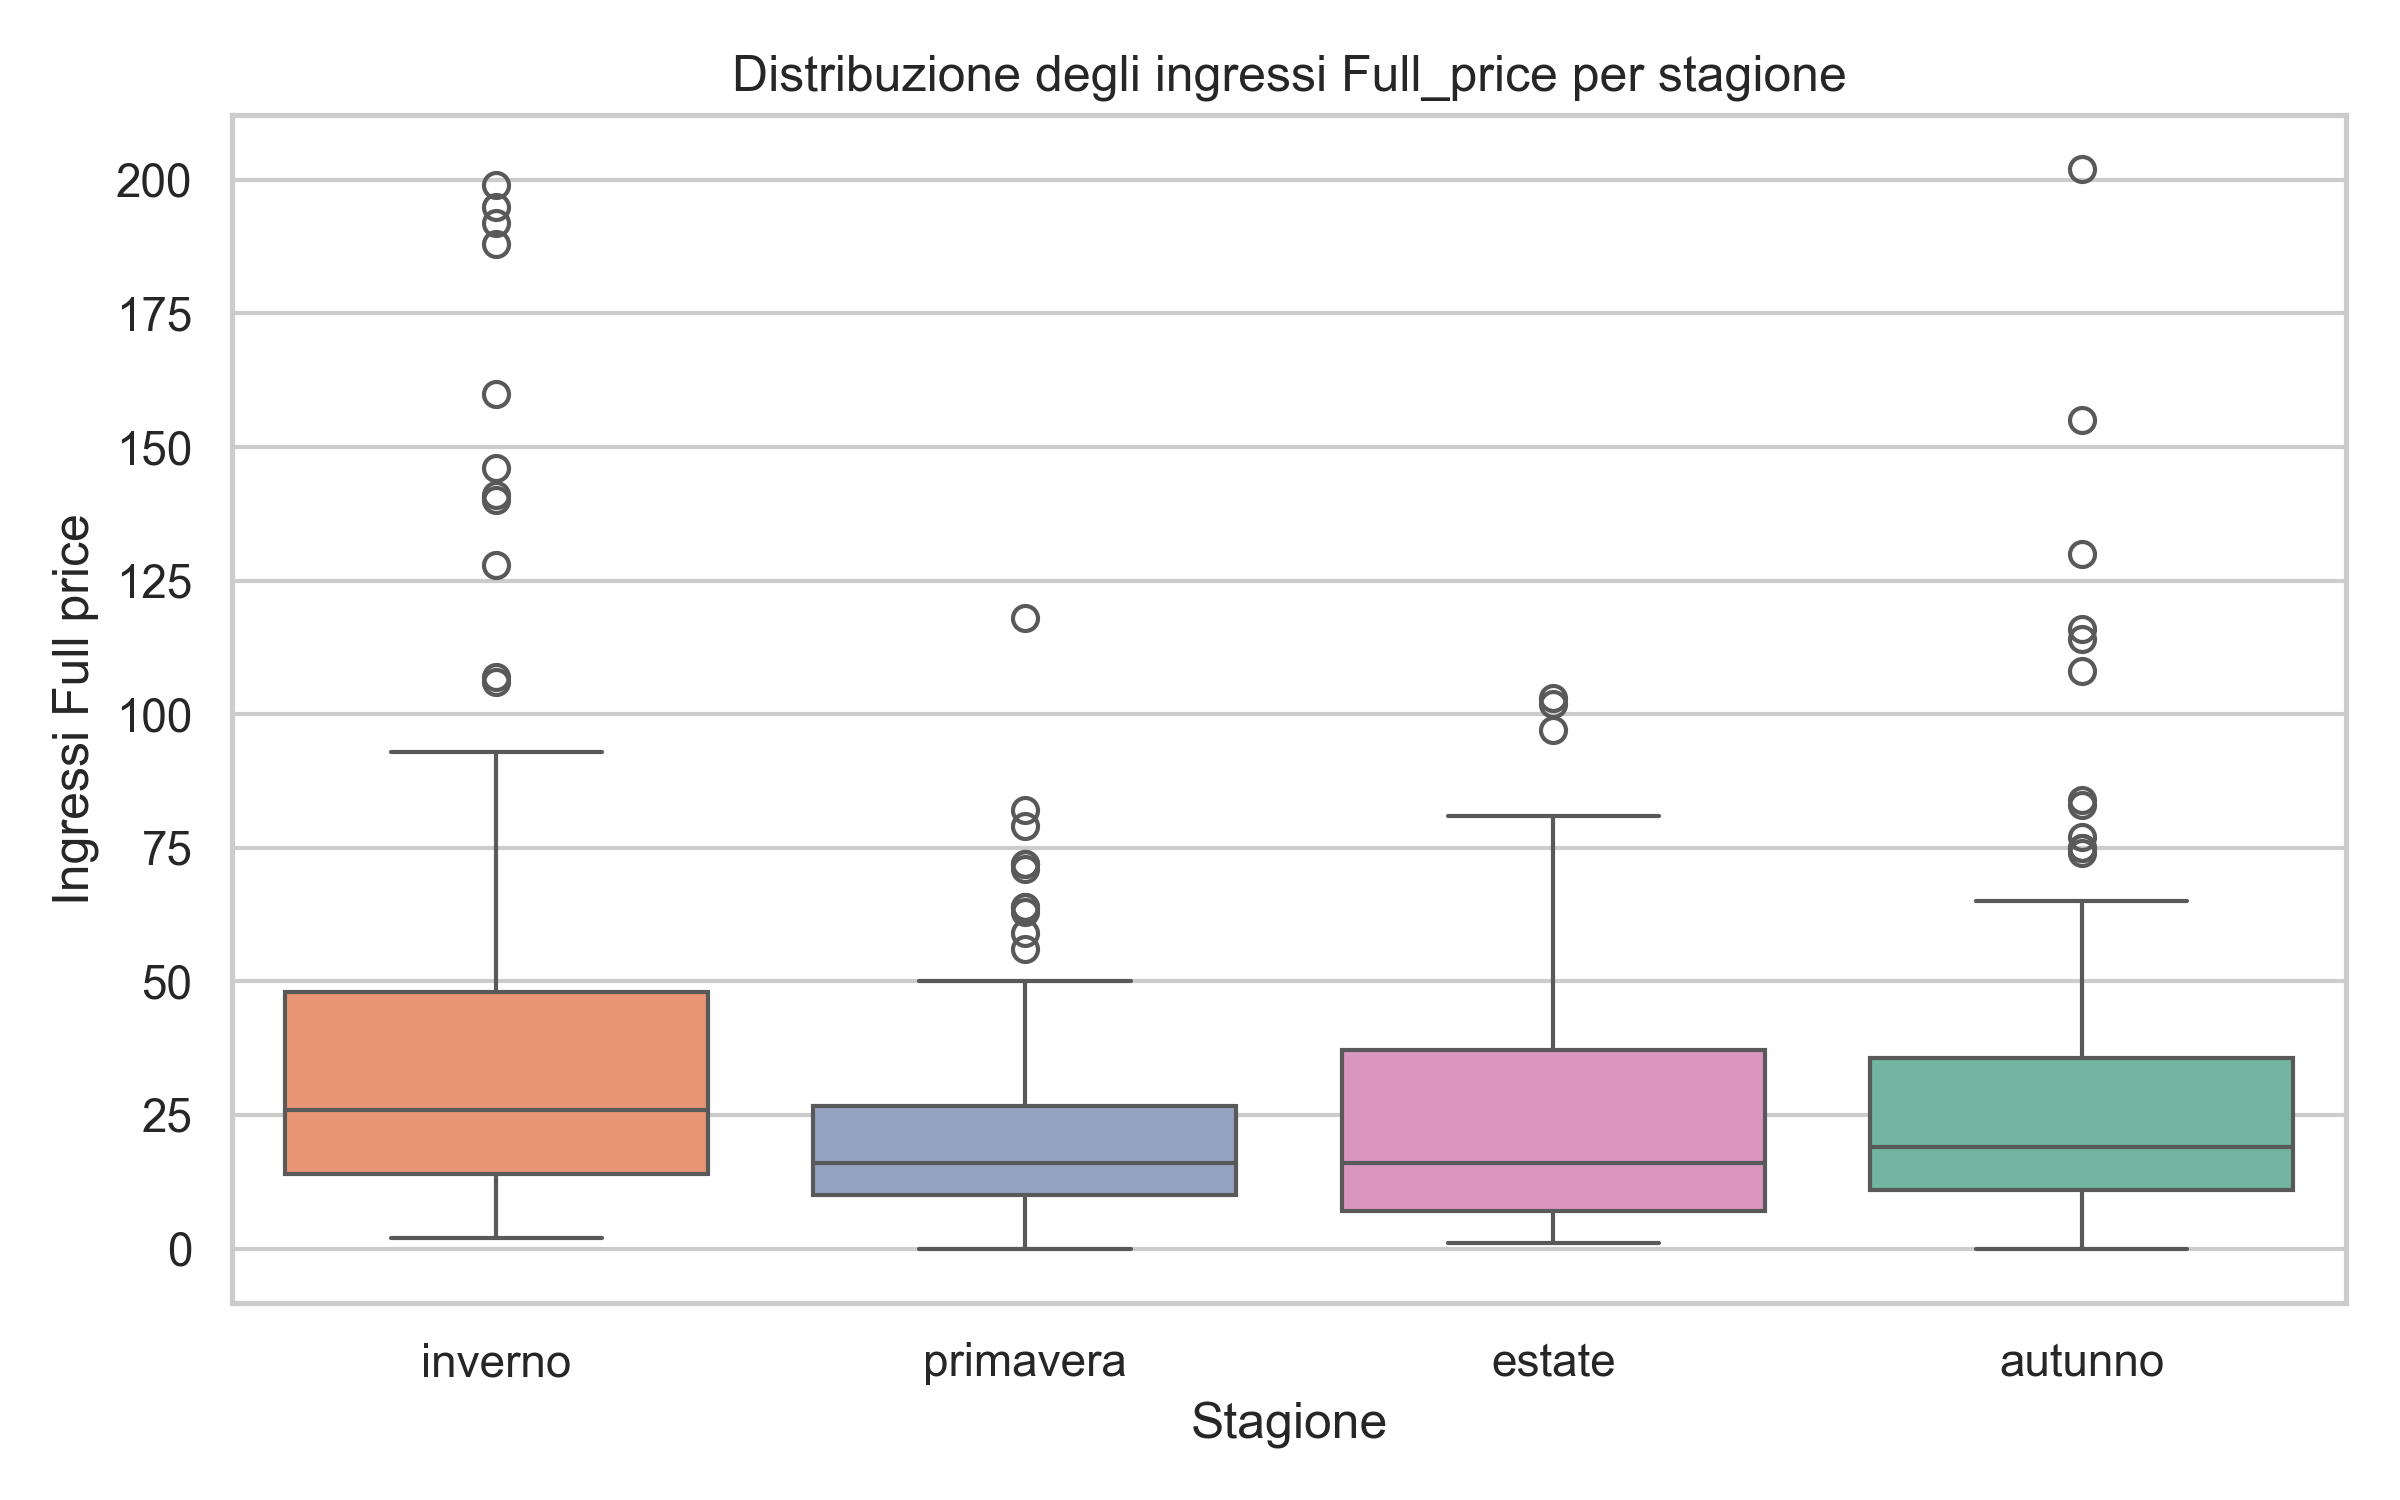 Distribuzione degli ingressi Full_price per stagione
Ingressi Full price
200
175
150
125
100
75
50
25
0
inverno primavera estate autunno
Stagione